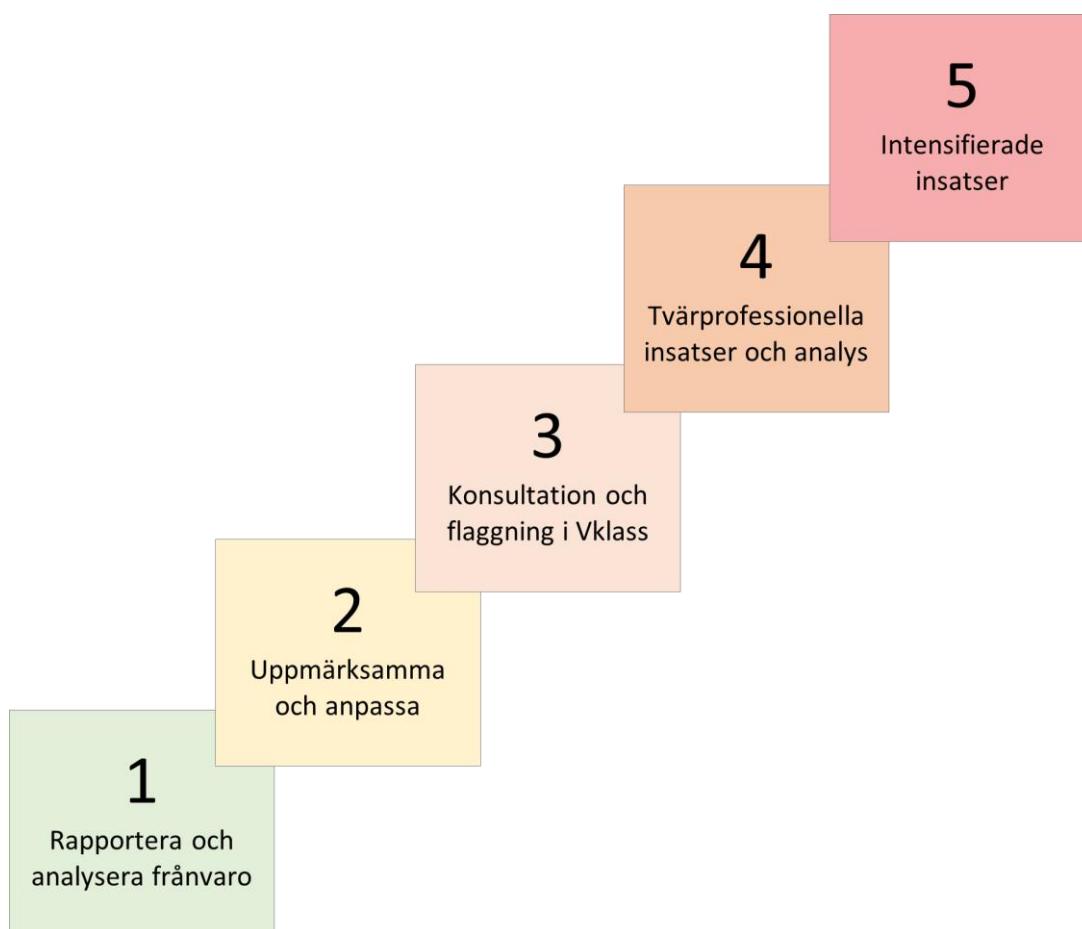 5
Intensifierade
insatser
4
Tvärprofessionella
insatser och analys
3
Konsultation och
flaggning i Vklass
2
Uppmärksamma
och anpassa
1
Rapportera och
analysera frånvaro